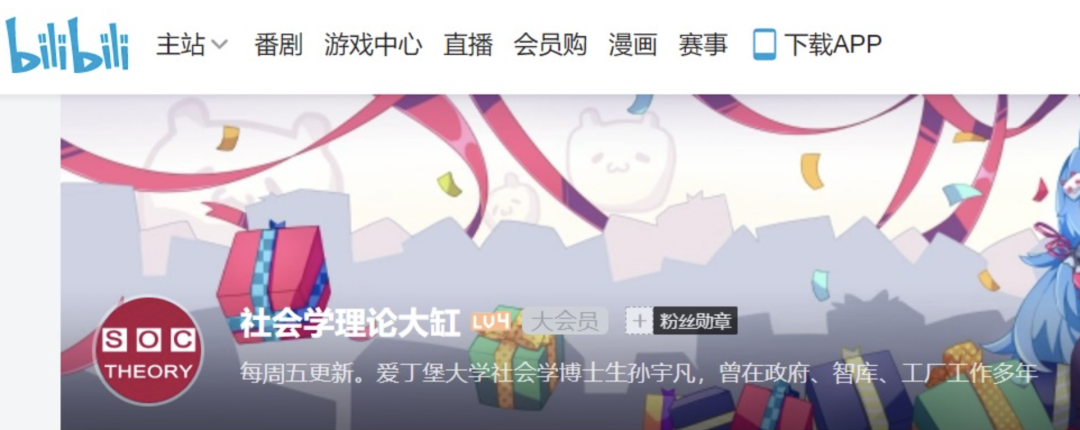 bilibili 主站 番剧 游戏中心 直播 会员购 漫画 赛事 下载APP
社会学理论大缸 LV4 大会员 + 粉丝勋章
SOC
THEORY
每周五更新。爱丁堡大学社会学博士生孙宇凡，曾在政府、智库、工厂工作多年